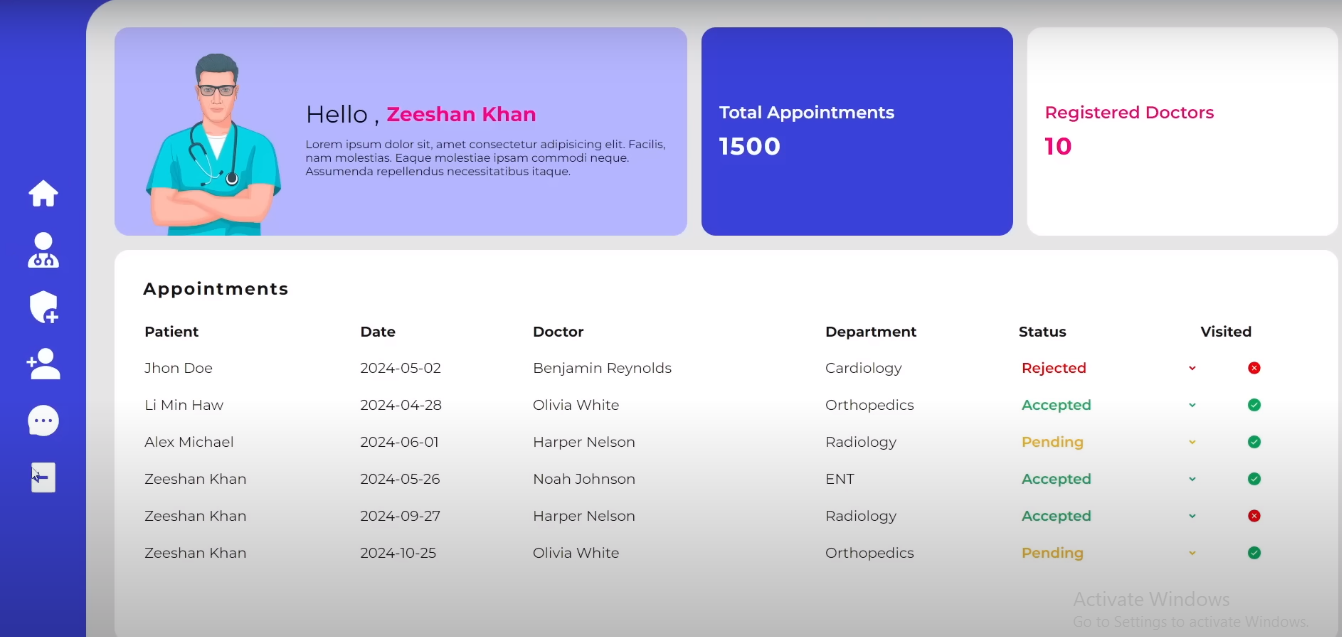 Hello , Zeeshan Khan
Lorem ipsum dolor sit, amet consectetur adipisicing elit. Facilis,
nam molestias. Eaque molestiae ipsam commodi neque.
Assumenda repellendus necessitatibus itaque.
Total Appointments
1500
Registered Doctors
10
Appointments
Patient Date Doctor Department Status Visited
Jhon Doe 2024-05-02 Benjamin Reynolds Cardiology Rejected
Li Min Haw 2024-04-28 Olivia White Orthopedics Accepted
Alex Michael 2024-06-01 Harper Nelson Radiology Pending
Zeeshan Khan 2024-05-26 Noah Johnson ENT Accepted
Zeeshan Khan 2024-09-27 Harper Nelson Radiology Accepted
Zeeshan Khan 2024-10-25 Olivia White Orthopedics Pending
Activate Windows
Go to Settings to activate Windows.